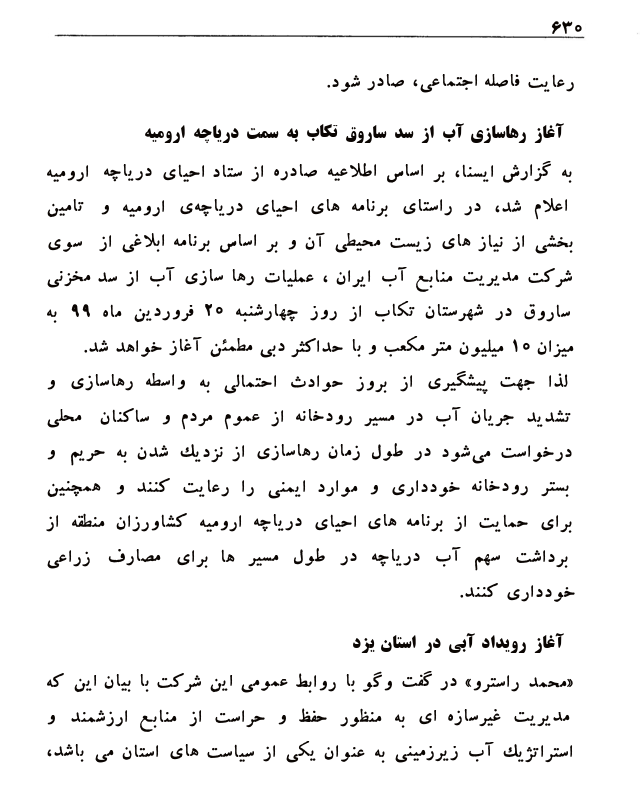 ۶۳۰
رعایت فاصله اجتماعی، صادر شود.
آغاز رهاسازی آب از سد ساروق تکاب به سمت دریاچه ارومیه
به گزارش ایسنا، بر اساس اطلاعیه صادره از ستاد احیای دریاچه ارومیه
اعلام شد، در راستای برنامه های احیای دریاچه‌ی ارومیه و تامین
بخشی از نیاز های زیست محیطی آن و بر اساس برنامه ابلاغی از سوی
شرکت مدیریت منابع آب ایران ، عملیات رها سازی آب از سد مخزنی
ساروق در شهرستان تکاب از روز چهارشنبه ۲۰ فروردین ماه ۹۹ به
میزان ۱۰ میلیون متر مکعب و با حداکثر دبی مطمئن آغاز خواهد شد.
لذا جهت پیشگیری از بروز حوادث احتمالی به واسطه رهاسازی و
تشدید جریان آب در مسیر رودخانه از عموم مردم و ساکنان محلی
درخواست می‌شود در طول زمان رهاسازی از نزدیك شدن به حریم و
بستر رودخانه خودداری و موارد ایمنی را رعایت کنند و همچنین
برای حمایت از برنامه های احیای دریاچه ارومیه کشاورزان منطقه از
برداشت سهم آب دریاچه در طول مسیر ها برای مصارف زراعی
خودداری کنند.
آغاز رویداد آبی در استان یزد
«محمد راسترو» در گفت وگو با روابط عمومی این شرکت با بیان این که
مدیریت غیرسازه ای به منظور حفظ و حراست از منابع ارزشمند و
استراتژیك آب زیرزمینی به عنوان یکی از سیاست های استان می باشد،